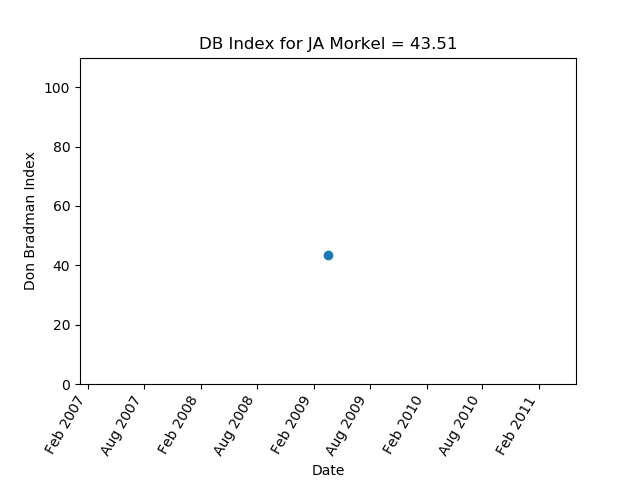 DB Index for JA Morkel = 43.51
100
80
60
40
20
0
Don Bradman Index
Feb 2007
Aug 2007
Feb 2008
Aug 2008
Feb 2009
Aug 2009
Feb 2010
Aug 2010
Feb 2011
Date